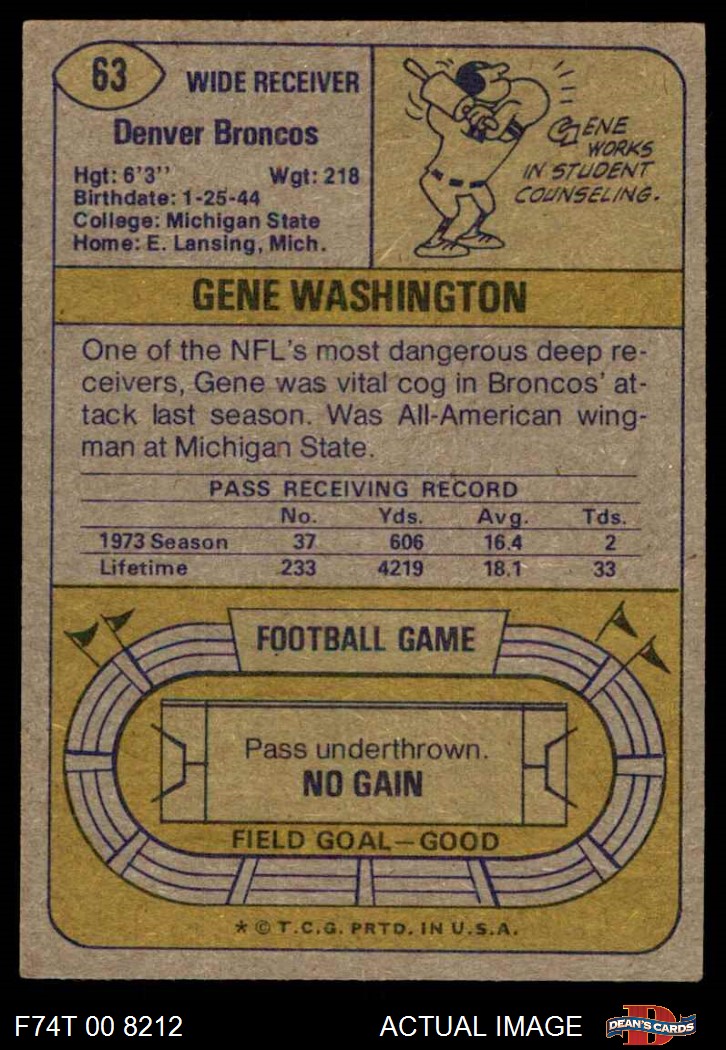 63
WIDE RECEIVER
Denver Broncos
Hgt: 6'3'' Wgt: 218
Birthdate: 1-25-44
College: Michigan State
Home: E. Lansing, Mich.
GENE
WORKS
IN STUDENT
COUNSELING.
GENE WASHINGTON
One of the NFL's most dangerous deep re-
ceivers, Gene was vital cog in Broncos' at-
tack last season. Was All-American wing-
man at Michigan State.
PASS RECEIVING RECORD
No. Yds. Avg. Tds.
1973 Season 37 606 16.4 2
Lifetime 233 4219 18.1 33
FOOTBALL GAME
Pass underthrown.
NO GAIN
FIELD GOAL—GOOD
* © T.C.G. PRTD. IN U.S.A.
F74T 00 8212 ACTUAL IMAGE
D
DEAN'S CARDS